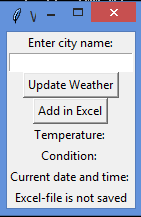 W
Enter city name:
Update Weather
Add in Excel
Temperature:
Condition:
Current date and time:
Excel-file is not saved